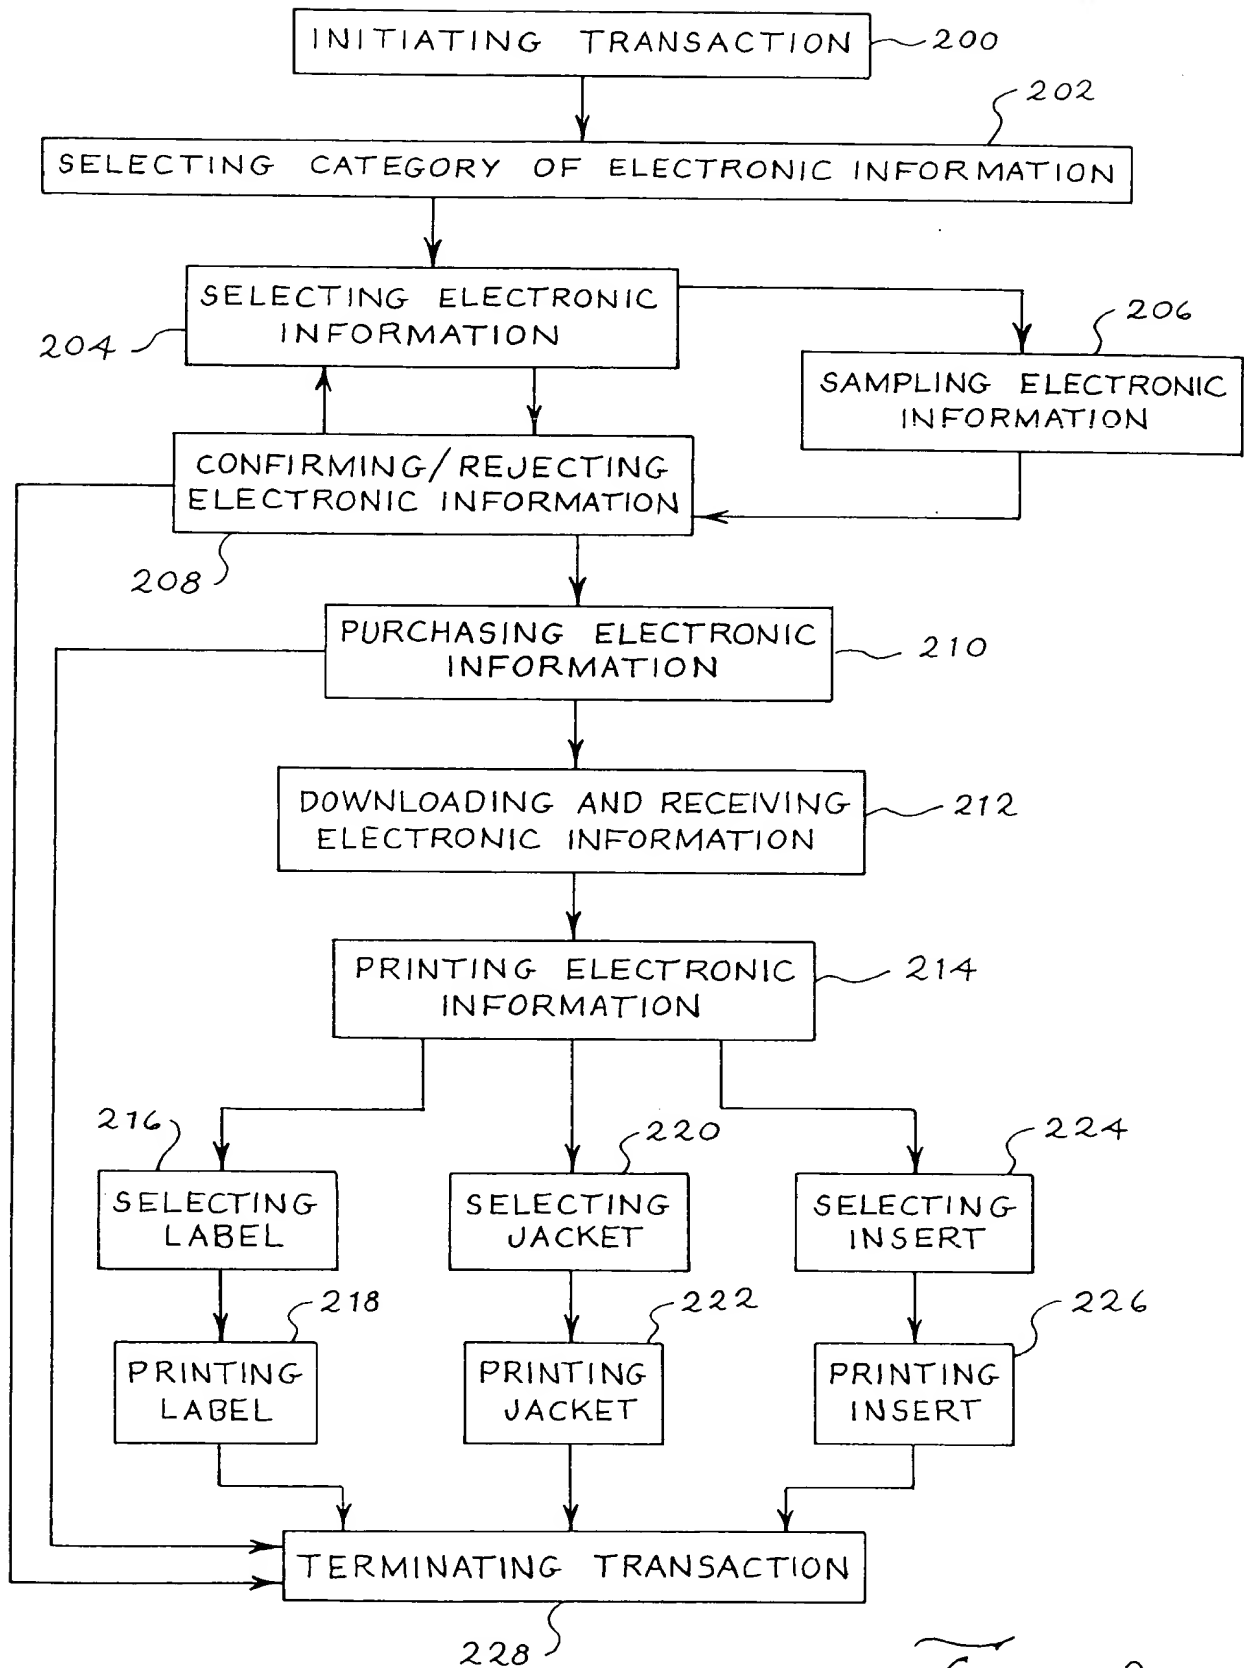 INITIATING TRANSACTION
200
202
SELECTING CATEGORY OF ELECTRONIC INFORMATION
SELECTING ELECTRONIC
INFORMATION
204
206
SAMPLING ELECTRONIC
INFORMATION
CONFIRMING/REJECTING
ELECTRONIC INFORMATION
208
PURCHASING ELECTRONIC
INFORMATION
210
DOWNLOADING AND RECEIVING
ELECTRONIC INFORMATION
212
PRINTING ELECTRONIC
INFORMATION
214
216
SELECTING
LABEL
220
SELECTING
JACKET
224
SELECTING
INSERT
218
PRINTING
LABEL
222
PRINTING
JACKET
226
PRINTING
INSERT
TERMINATING TRANSACTION
228